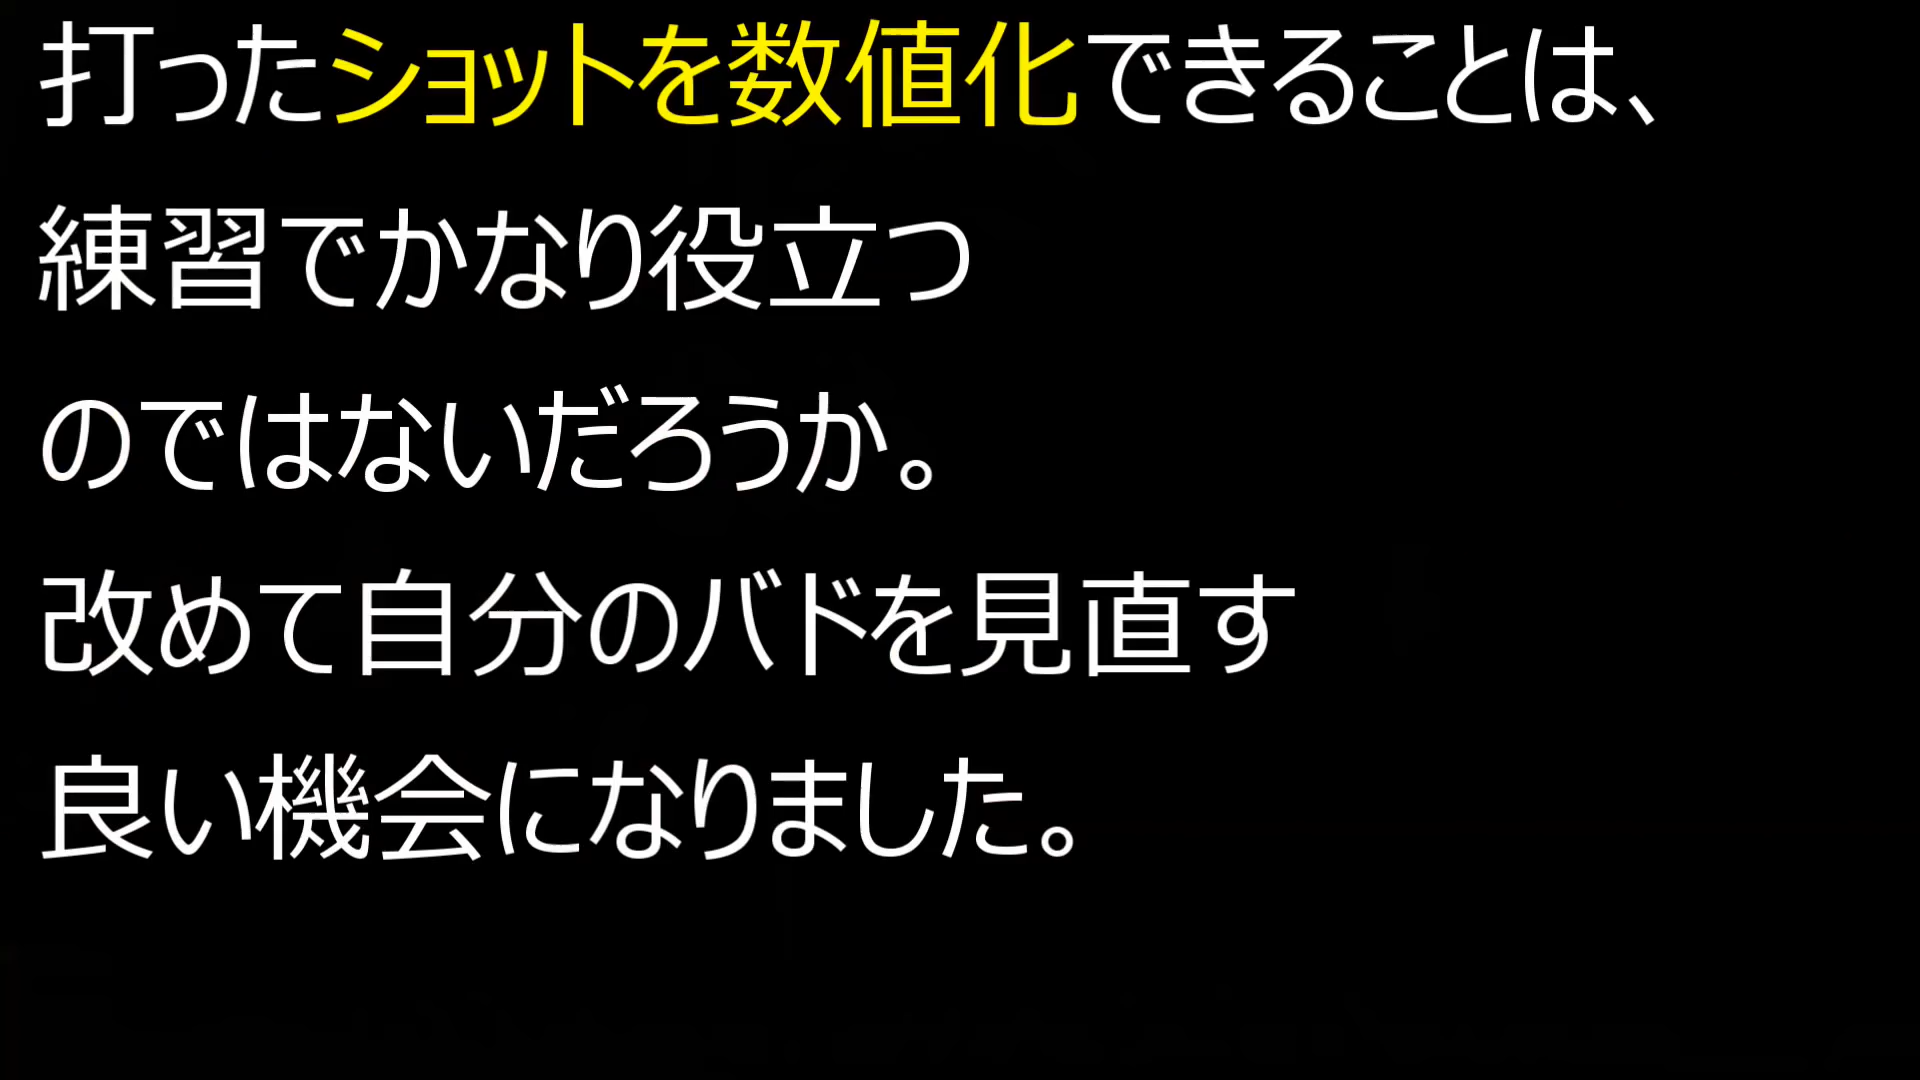 打ったショットを数値化できることは、
練習でかなり役立つ
のではないだろうか。
改めて自分のバドを見直す
良い機会になりました。